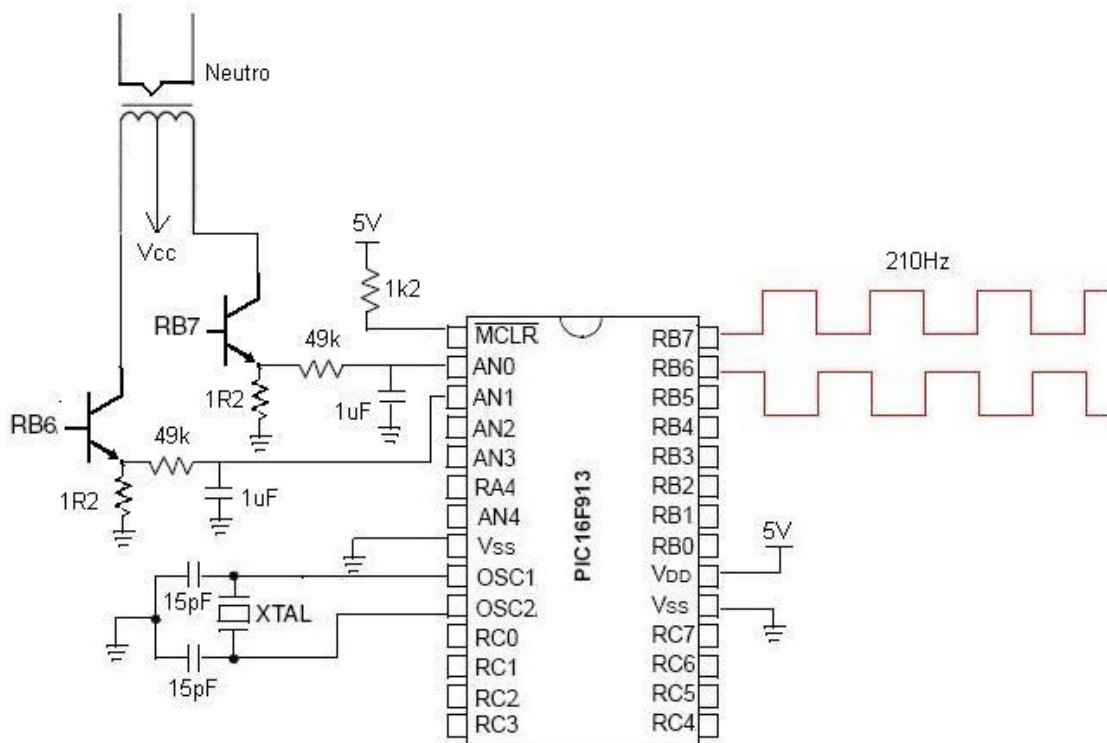 Neutro
Vcc
5V
1k2
210Hz
RB7
49k
1R2
1uF
RB6
49k
1R2
1uF
MCLR
AN0
AN1
AN2
AN3
RA4
AN4
Vss
OSC1
OSC2
RC0
RC1
RC2
RC3
PIC16F913
RB7
RB6
RB5
RB4
RB3
RB2
RB1
RB0
VDD
Vss
RC7
RC6
RC5
RC4
5V
15pF
XTAL
15pF